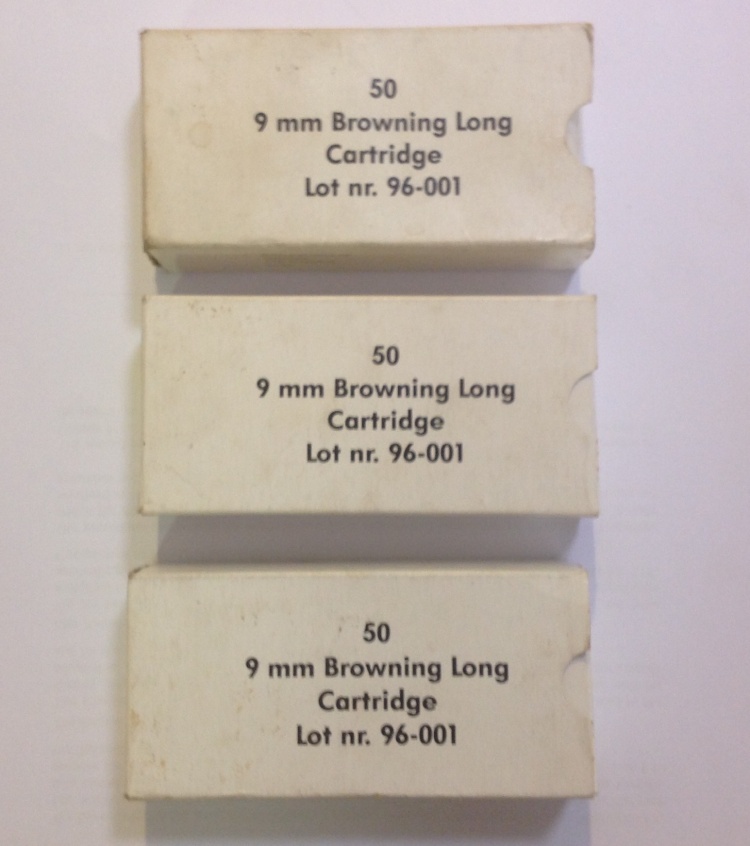 50
9 mm Browning Long
Cartridge
Lot nr. 96-001
50
9 mm Browning Long
Cartridge
Lot nr. 96-001
50
9 mm Browning Long
Cartridge
Lot nr. 96-001